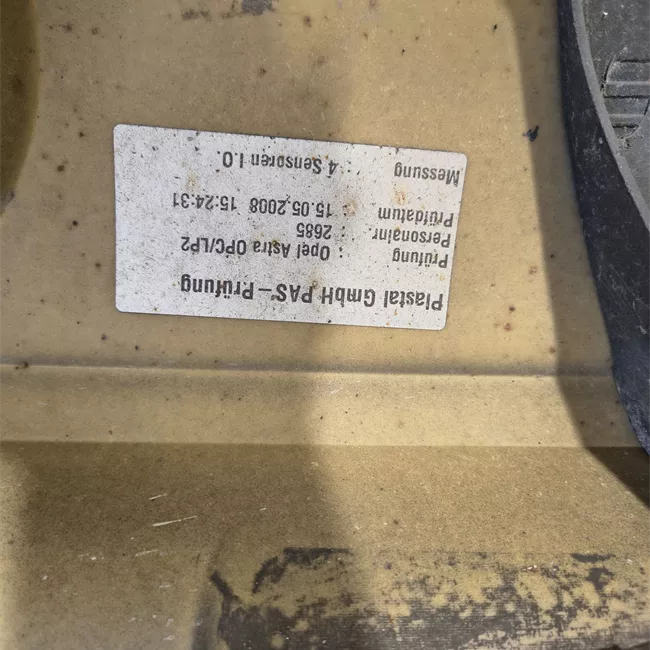 Plastal GmbH PAS - Prüfung
Prüfung : Opel Astra OPC/LP2
Personalnr. : 2685
Prüfdatum : 15.05.2008 15:24:31
Messung : 4 Sensoren I.O.